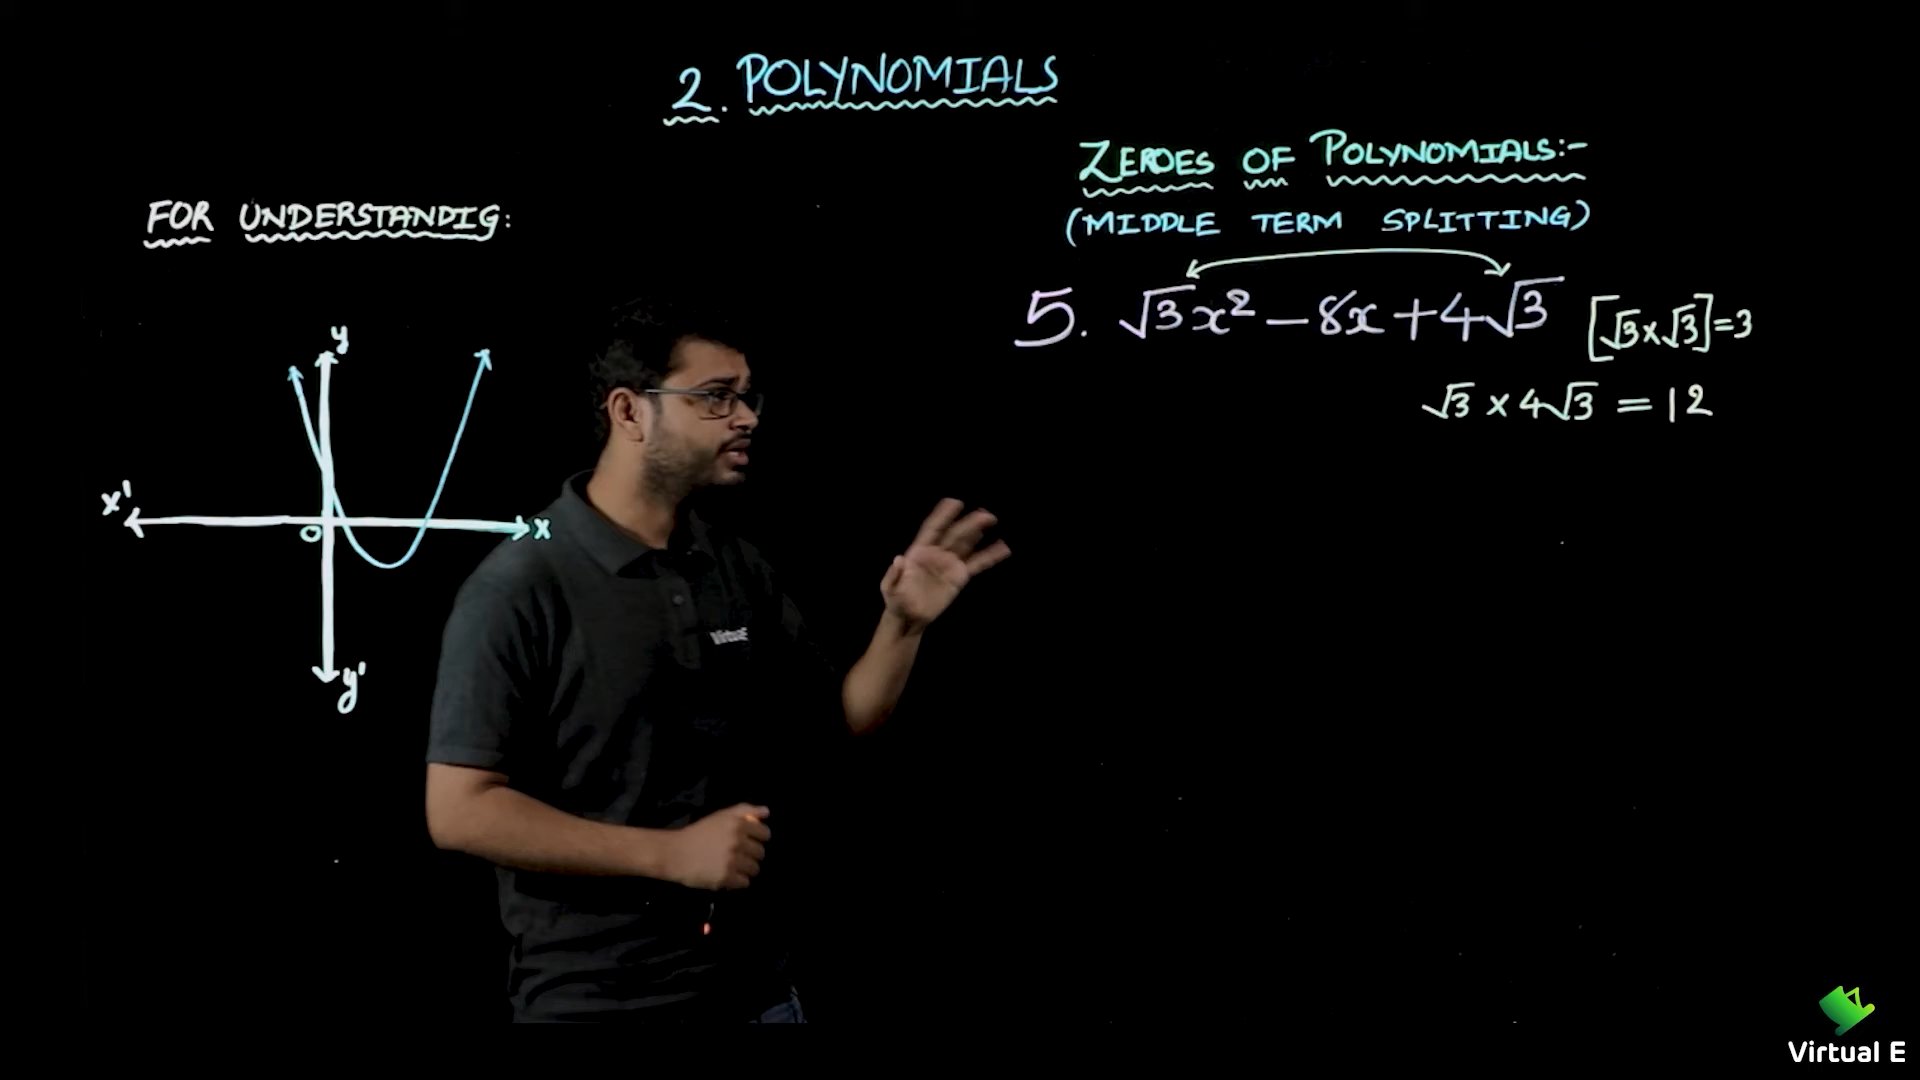 2. POLYNOMIALS
ZEROES OF POLYNOMIALS:-
(MIDDLE TERM SPLITTING)
FOR UNDERSTANDIG:
5. √3x² - 8x + 4√3 [√3×√3]=3
√3 × 4√3 = 12
y
x'
O
x
y'
VirtualE
Virtual E